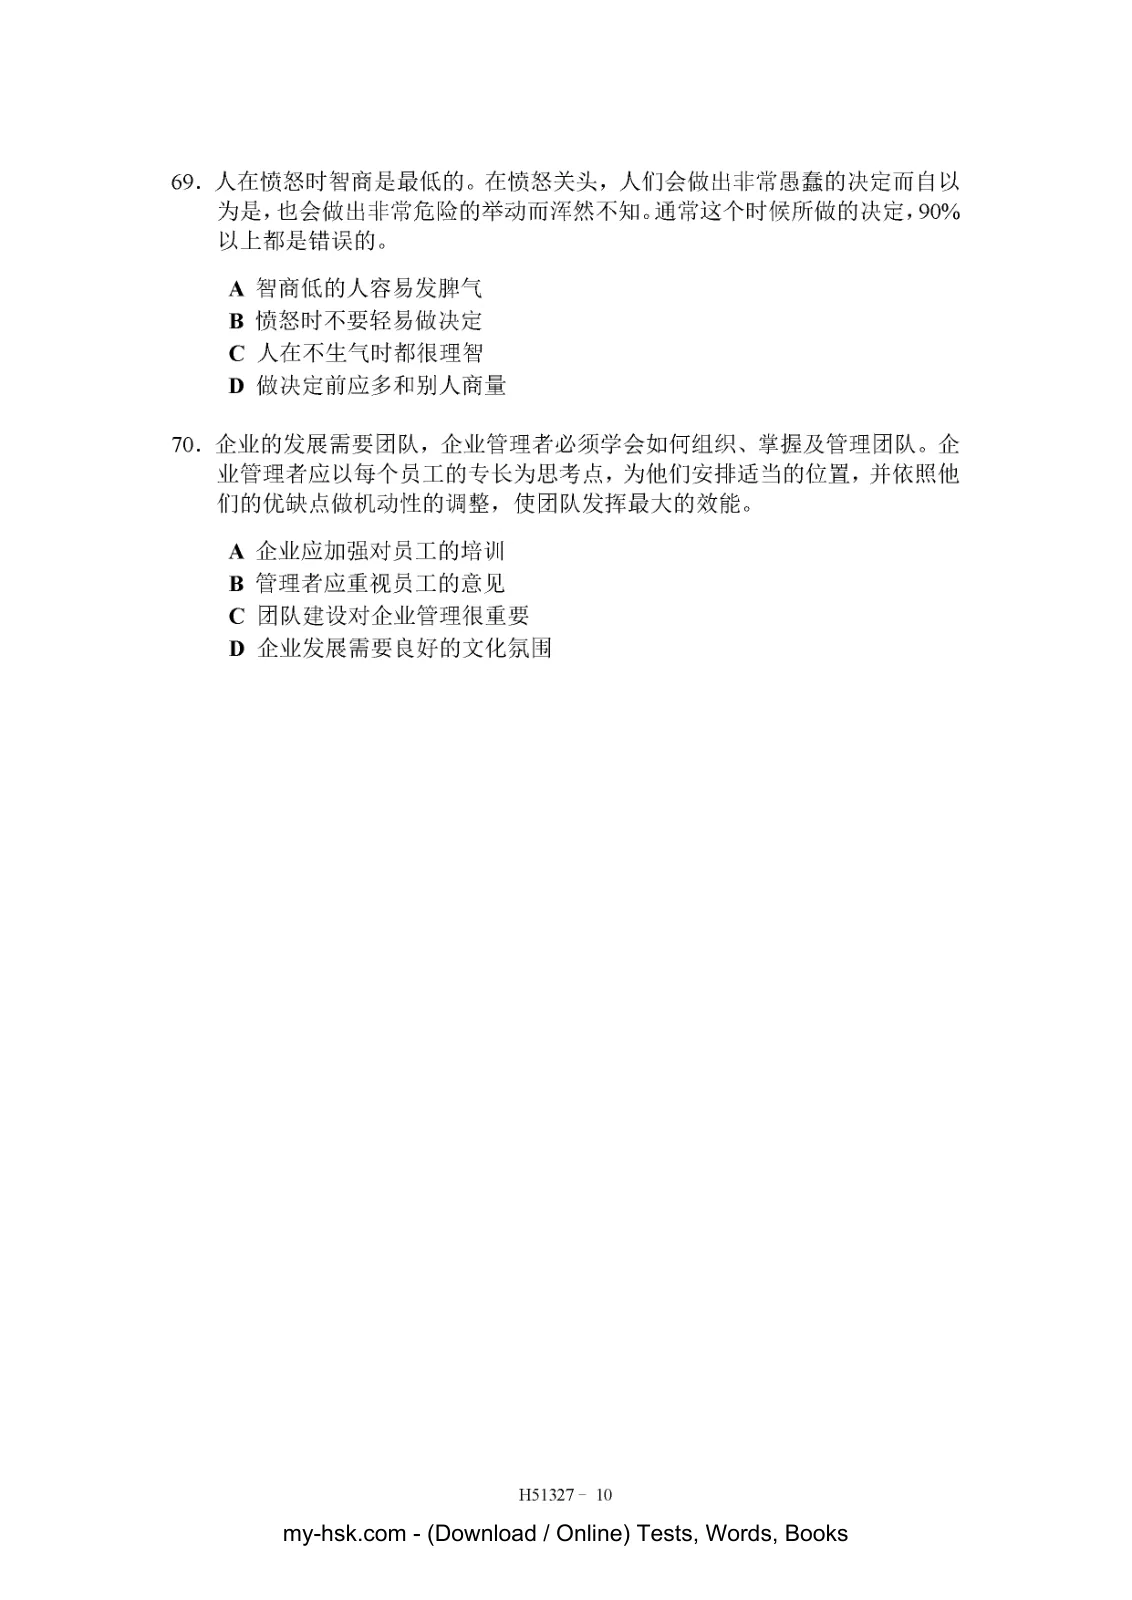 69．人在愤怒时智商是最低的。在愤怒关头，人们会做出非常愚蠢的决定而自以
为是，也会做出非常危险的举动而浑然不知。通常这个时候所做的决定，90%
以上都是错误的。
A 智商低的人容易发脾气
B 愤怒时不要轻易做决定
C 人在不生气时都很理智
D 做决定前应多和别人商量
70．企业的发展需要团队，企业管理者必须学会如何组织、掌握及管理团队。企
业管理者应以每个员工的专长为思考点，为他们安排适当的位置，并依照他
们的优缺点做机动性的调整，使团队发挥最大的效能。
A 企业应加强对员工的培训
B 管理者应重视员工的意见
C 团队建设对企业管理很重要
D 企业发展需要良好的文化氛围
H51327－ 10
my-hsk.com - (Download / Online) Tests, Words, Books